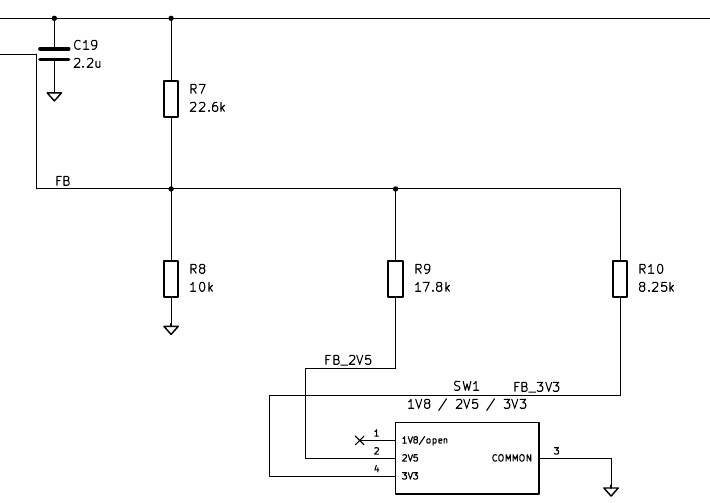 C19
2.2u
R7
22.6k
FB
R8
10k
R9
17.8k
R10
8.25k
FB_2V5
SW1 FB_3V3
1V8 / 2V5 / 3V3
1 1V8/open
2 2V5 COMMON 3
4 3V3